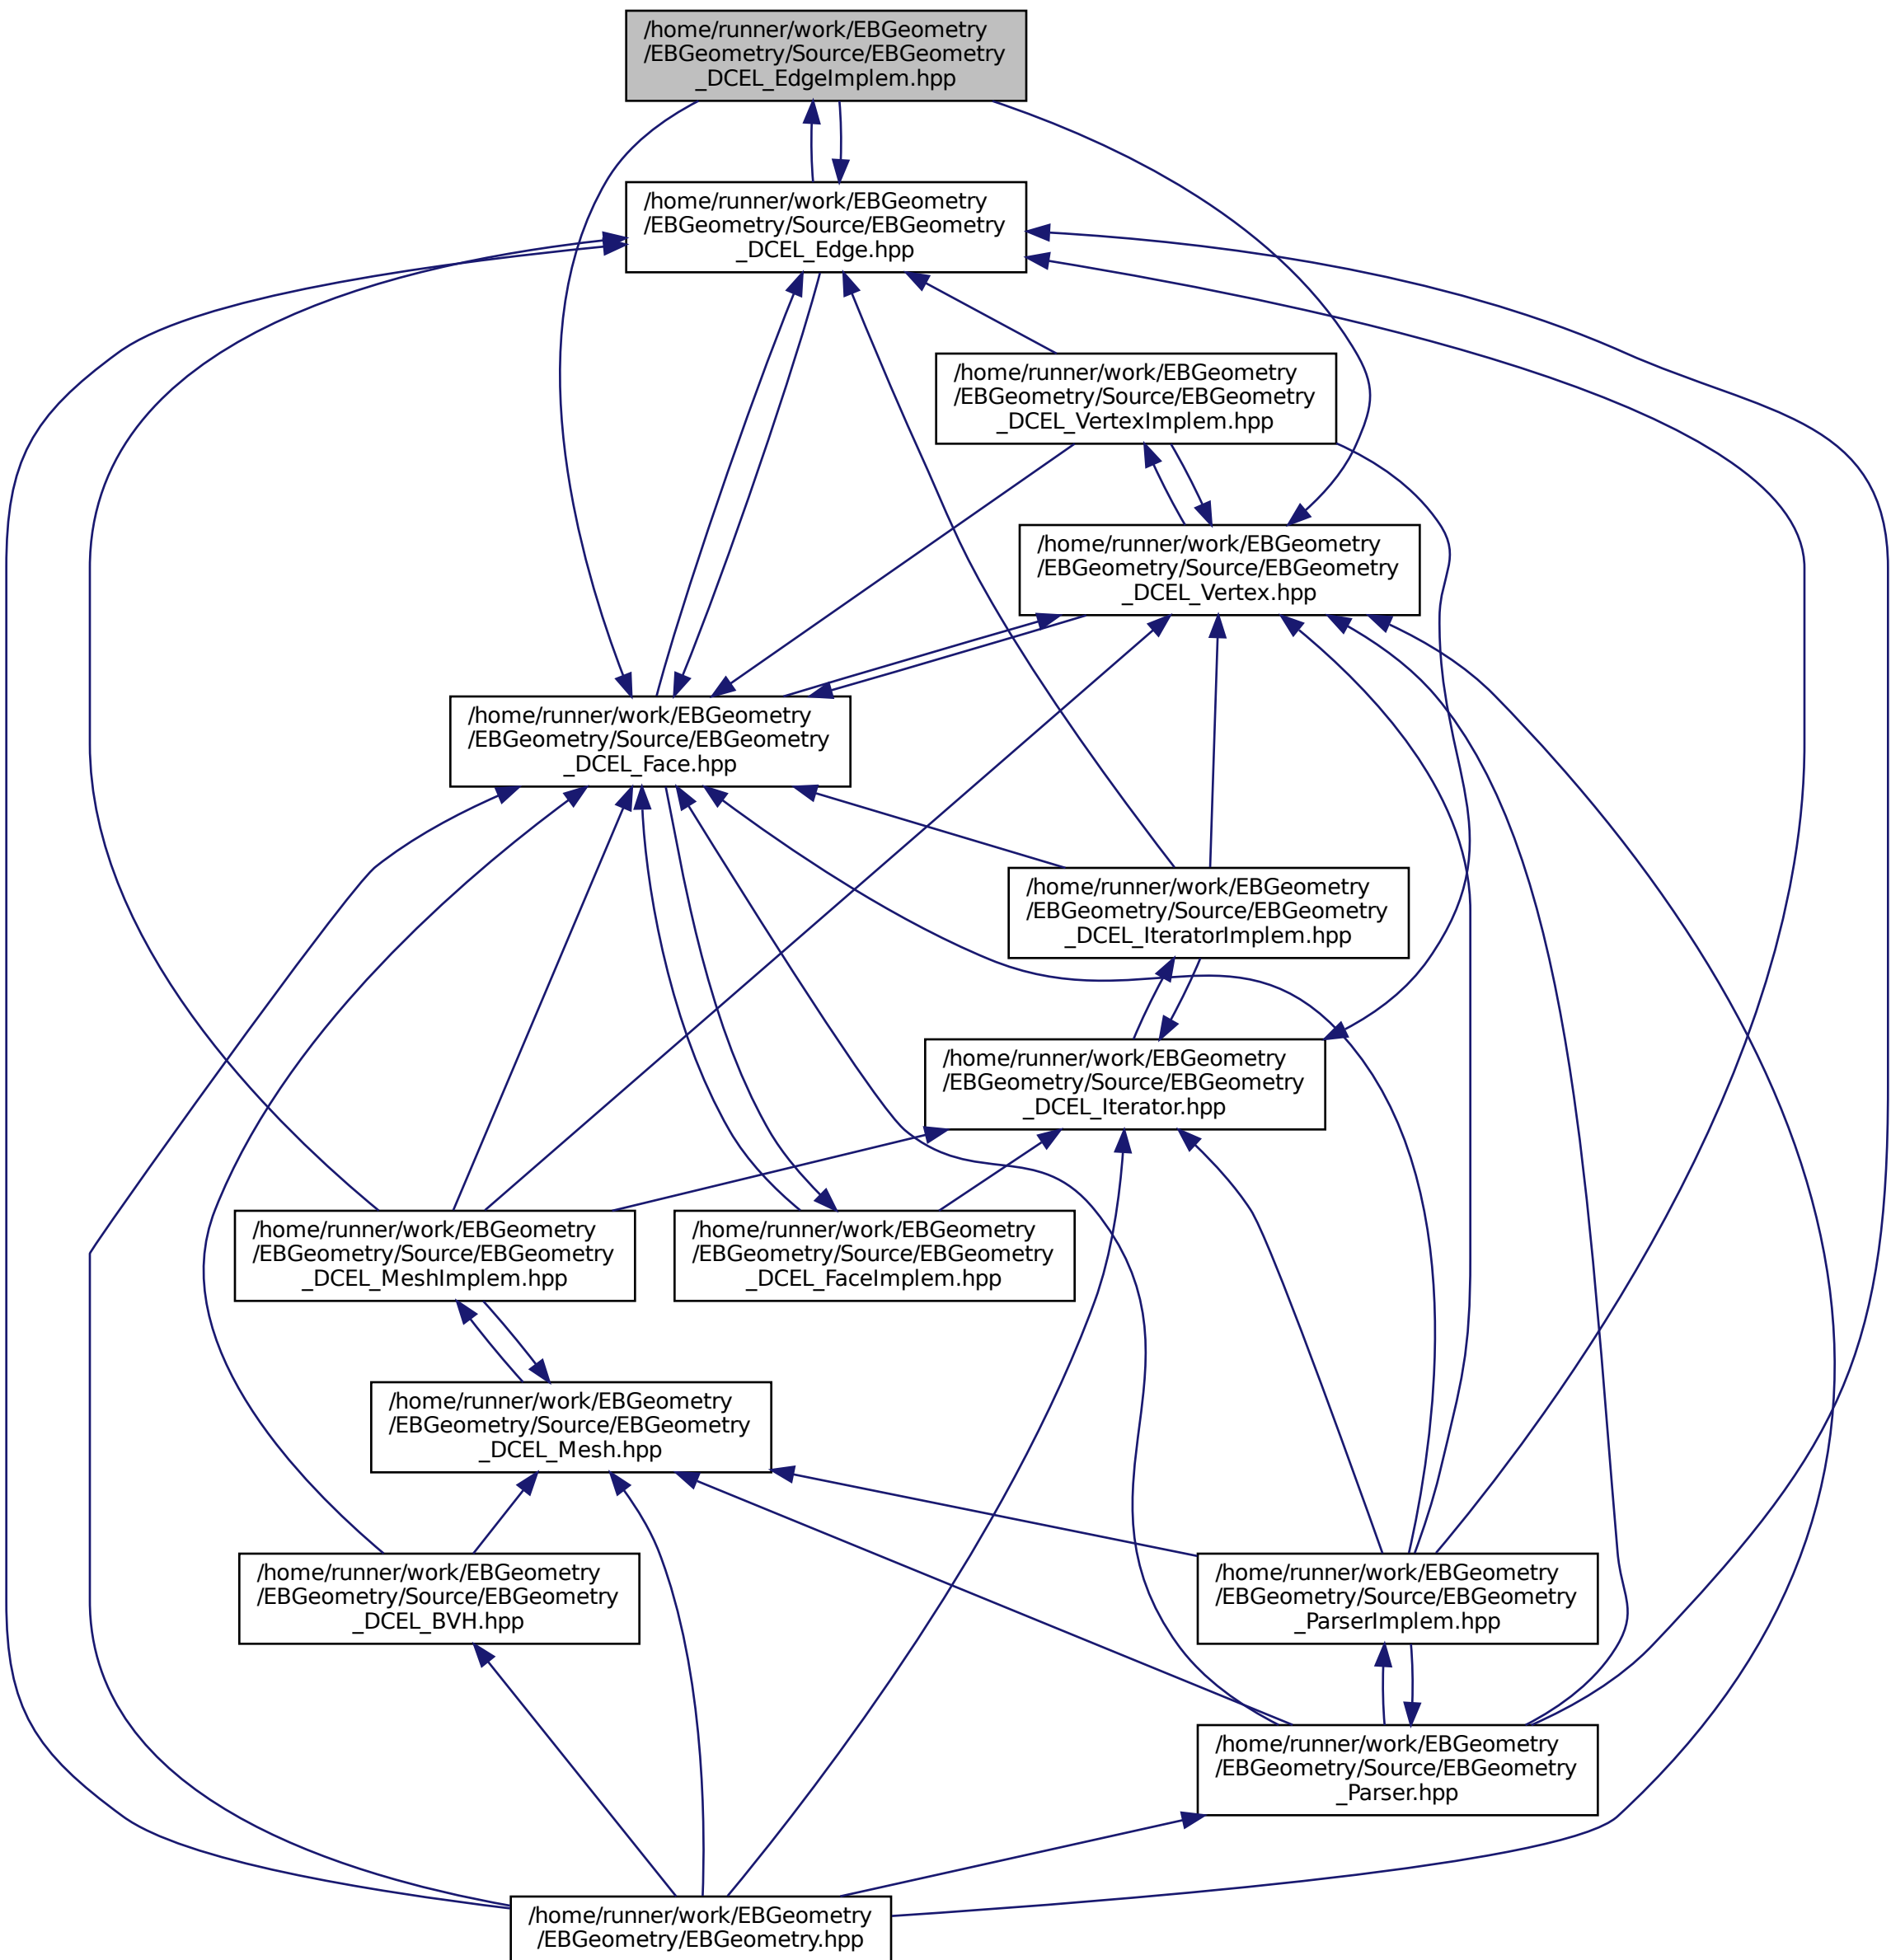 /home/runner/work/EBGeometry
/EBGeometry/Source/EBGeometry
_DCEL_EdgeImplem.hpp
/home/runner/work/EBGeometry
/EBGeometry/Source/EBGeometry
_DCEL_Edge.hpp
/home/runner/work/EBGeometry
/EBGeometry/Source/EBGeometry
_DCEL_VertexImplem.hpp
/home/runner/work/EBGeometry
/EBGeometry/Source/EBGeometry
_DCEL_Vertex.hpp
/home/runner/work/EBGeometry
/EBGeometry/Source/EBGeometry
_DCEL_Face.hpp
/home/runner/work/EBGeometry
/EBGeometry/Source/EBGeometry
_DCEL_IteratorImplem.hpp
/home/runner/work/EBGeometry
/EBGeometry/Source/EBGeometry
_DCEL_Iterator.hpp
/home/runner/work/EBGeometry
/EBGeometry/Source/EBGeometry
_DCEL_MeshImplem.hpp
/home/runner/work/EBGeometry
/EBGeometry/Source/EBGeometry
_DCEL_FaceImplem.hpp
/home/runner/work/EBGeometry
/EBGeometry/Source/EBGeometry
_DCEL_Mesh.hpp
/home/runner/work/EBGeometry
/EBGeometry/Source/EBGeometry
_DCEL_BVH.hpp
/home/runner/work/EBGeometry
/EBGeometry/Source/EBGeometry
_ParserImplem.hpp
/home/runner/work/EBGeometry
/EBGeometry/Source/EBGeometry
_Parser.hpp
/home/runner/work/EBGeometry
/EBGeometry/EBGeometry.hpp